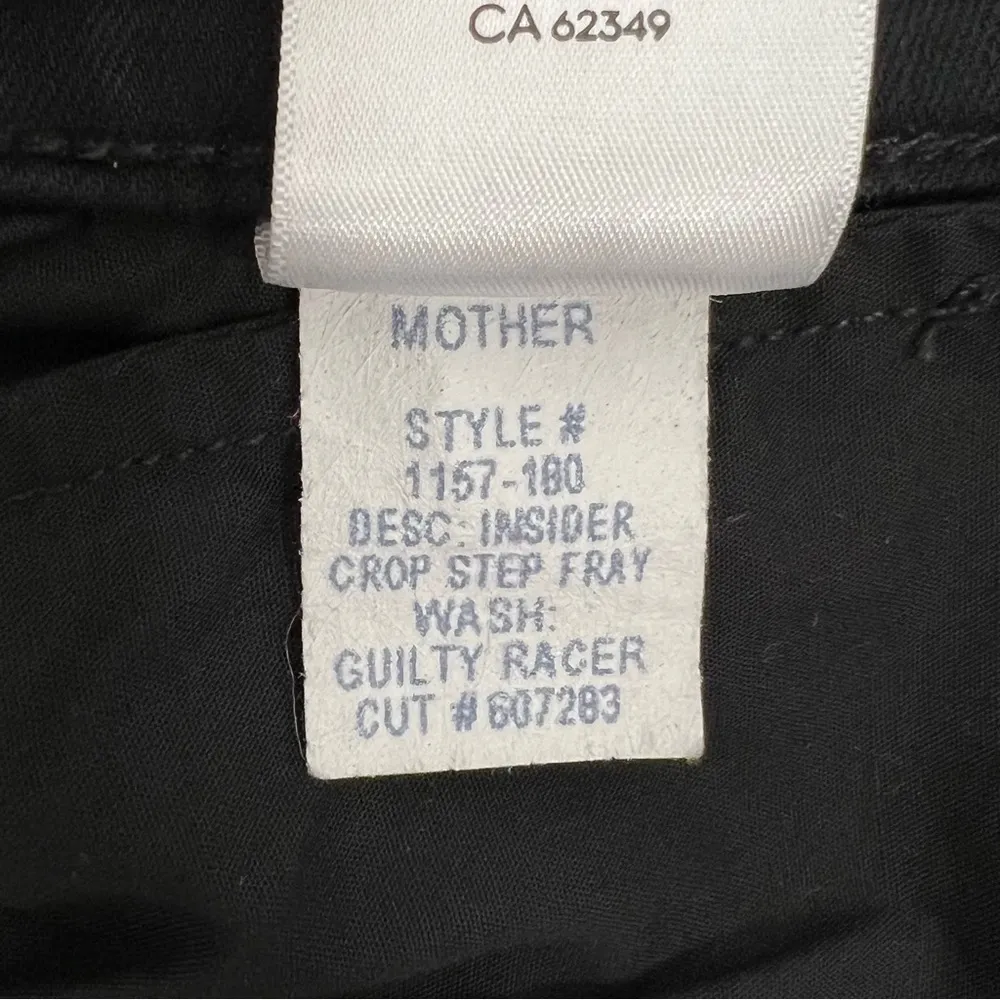 CA 62349
MOTHER
STYLE #
1157-180
DESC: INSIDER
CROP STEP FRAY
WASH:
GUILTY RACER
CUT # 607283